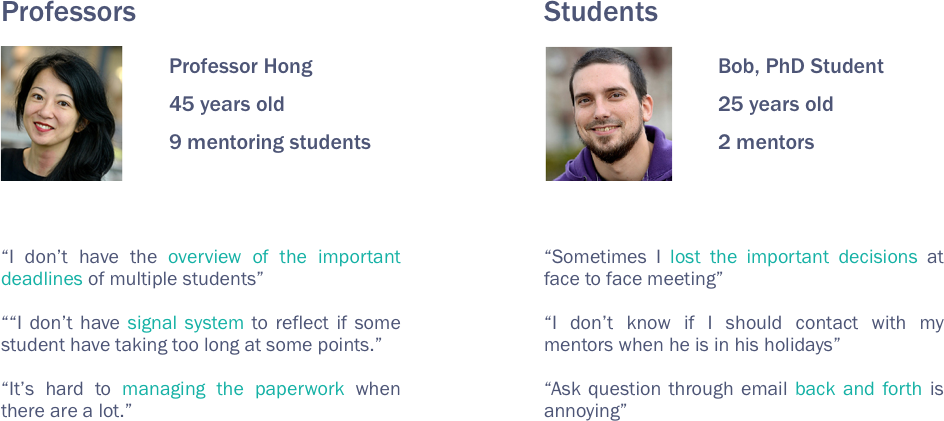 Professors
Professor Hong
45 years old
9 mentoring students
“I don’t have the overview of the important
deadlines of multiple students”
““I don’t have signal system to reflect if some
student have taking too long at some points.”
“It’s hard to managing the paperwork when
there are a lot.”
Students
Bob, PhD Student
25 years old
2 mentors
“Sometimes I lost the important decisions at
face to face meeting”
“I don’t know if I should contact with my
mentors when he is in his holidays”
“Ask question through email back and forth is
annoying”